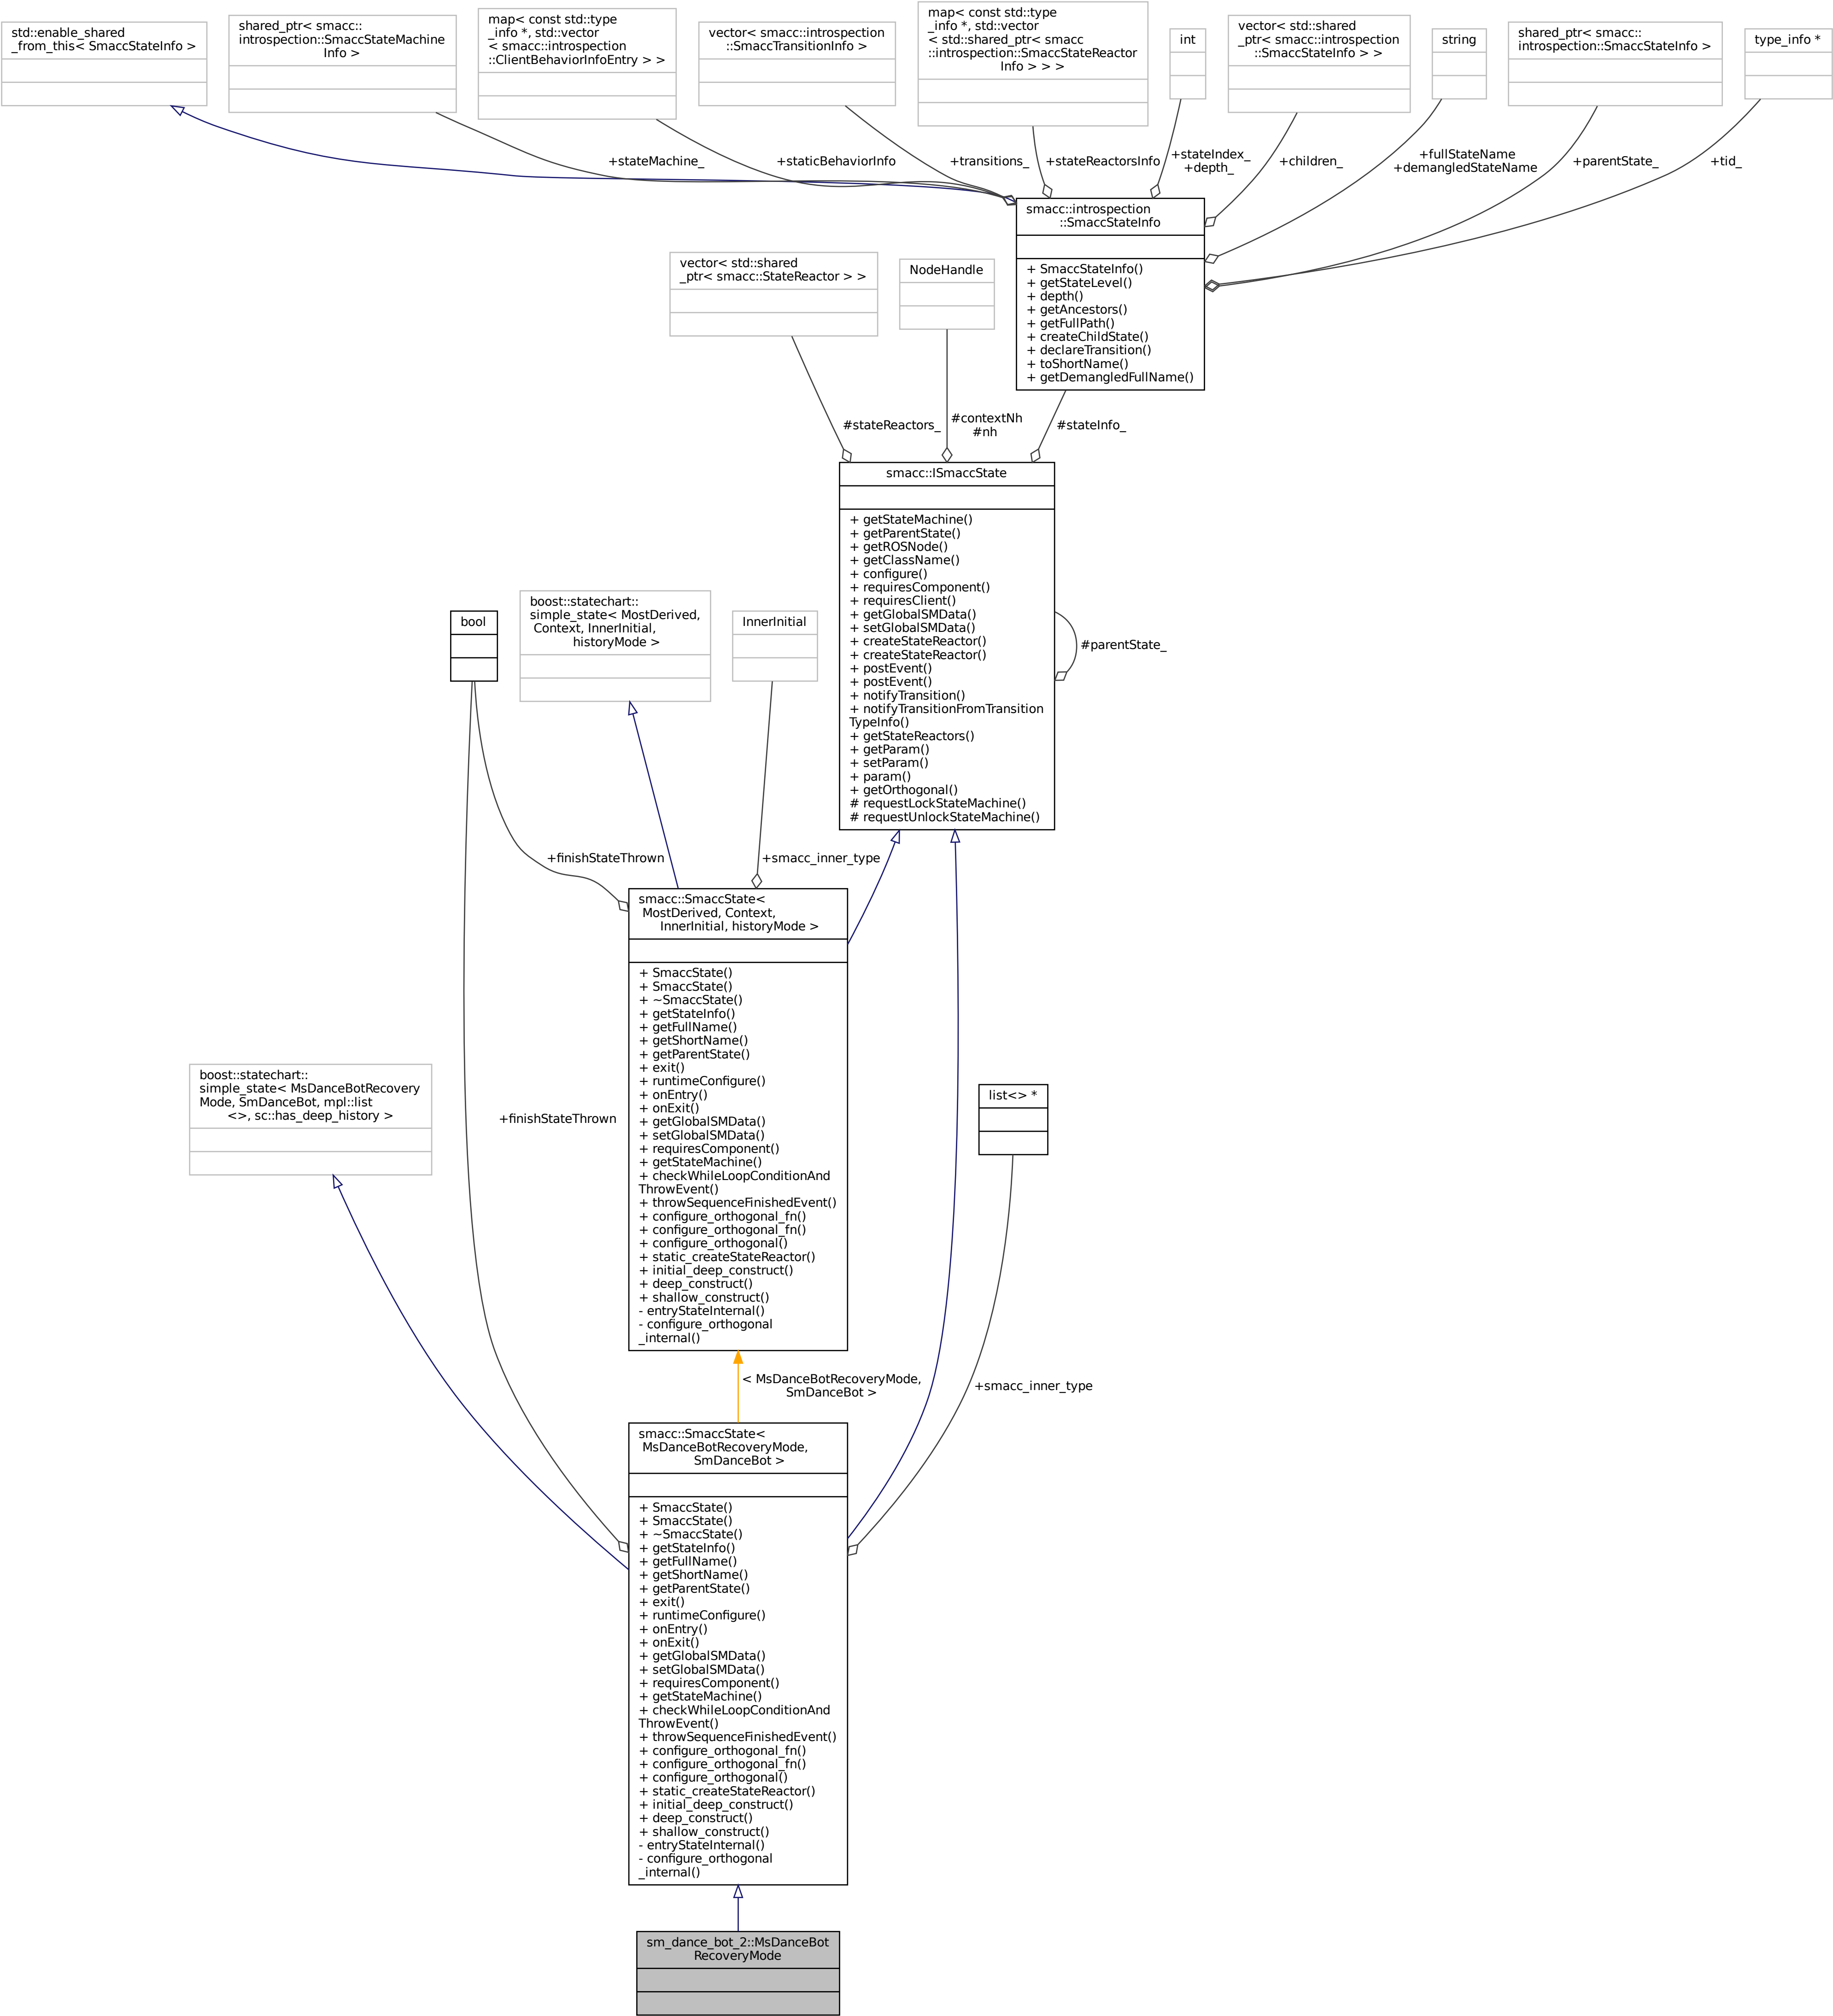 std::enable_shared
_from_this< SmaccStateInfo >
shared_ptr< smacc::
introspection::SmaccStateMachine
Info >
map< const std::type
_info *, std::vector
< smacc::introspection
::ClientBehaviorInfoEntry > >
vector< smacc::introspection
::SmaccTransitionInfo >
map< const std::type
_info *, std::vector
< std::shared_ptr< smacc
::introspection::SmaccStateReactor
Info > > >
int
vector< std::shared
_ptr< smacc::introspection
::SmaccStateInfo > >
string
shared_ptr< smacc::
introspection::SmaccStateInfo >
type_info *
+stateMachine_
+staticBehaviorInfo
+transitions_
+stateReactorsInfo
+stateIndex_
+depth_
+children_
+fullStateName
+demangledStateName
+parentState_
+tid_
smacc::introspection
::SmaccStateInfo
+ SmaccStateInfo()
+ getStateLevel()
+ depth()
+ getAncestors()
+ getFullPath()
+ createChildState()
+ declareTransition()
+ toShortName()
+ getDemangledFullName()
vector< std::shared
_ptr< smacc::StateReactor > >
NodeHandle
#stateReactors_
#contextNh
#nh
#stateInfo_
smacc::ISmaccState
+ getStateMachine()
+ getParentState()
+ getROSNode()
+ getClassName()
+ configure()
+ requiresComponent()
+ requiresClient()
+ getGlobalSMData()
+ setGlobalSMData()
+ createStateReactor()
+ createStateReactor()
+ postEvent()
+ postEvent()
+ notifyTransition()
+ notifyTransitionFromTransition
TypeInfo()
+ getStateReactors()
+ getParam()
+ setParam()
+ param()
+ getOrthogonal()
# requestLockStateMachine()
# requestUnlockStateMachine()
#parentState_
bool
boost::statechart::
simple_state< MostDerived,
Context, InnerInitial,
historyMode >
InnerInitial
+finishStateThrown
+smacc_inner_type
smacc::SmaccState<
MostDerived, Context,
InnerInitial, historyMode >
+ SmaccState()
+ SmaccState()
+ ~SmaccState()
+ getStateInfo()
+ getFullName()
+ getShortName()
+ getParentState()
+ exit()
+ runtimeConfigure()
+ onEntry()
+ onExit()
+ getGlobalSMData()
+ setGlobalSMData()
+ requiresComponent()
+ getStateMachine()
+ checkWhileLoopConditionAnd
ThrowEvent()
+ throwSequenceFinishedEvent()
+ configure_orthogonal_fn()
+ configure_orthogonal_fn()
+ configure_orthogonal()
+ static_createStateReactor()
+ initial_deep_construct()
+ deep_construct()
+ shallow_construct()
- entryStateInternal()
- configure_orthogonal
_internal()
boost::statechart::
simple_state< MsDanceBotRecovery
Mode, SmDanceBot, mpl::list
<>, sc::has_deep_history >
+finishStateThrown
list<> *
< MsDanceBotRecoveryMode,
SmDanceBot >
+smacc_inner_type
smacc::SmaccState<
MsDanceBotRecoveryMode,
SmDanceBot >
+ SmaccState()
+ SmaccState()
+ ~SmaccState()
+ getStateInfo()
+ getFullName()
+ getShortName()
+ getParentState()
+ exit()
+ runtimeConfigure()
+ onEntry()
+ onExit()
+ getGlobalSMData()
+ setGlobalSMData()
+ requiresComponent()
+ getStateMachine()
+ checkWhileLoopConditionAnd
ThrowEvent()
+ throwSequenceFinishedEvent()
+ configure_orthogonal_fn()
+ configure_orthogonal_fn()
+ configure_orthogonal()
+ static_createStateReactor()
+ initial_deep_construct()
+ deep_construct()
+ shallow_construct()
- entryStateInternal()
- configure_orthogonal
_internal()
sm_dance_bot_2::MsDanceBot
RecoveryMode